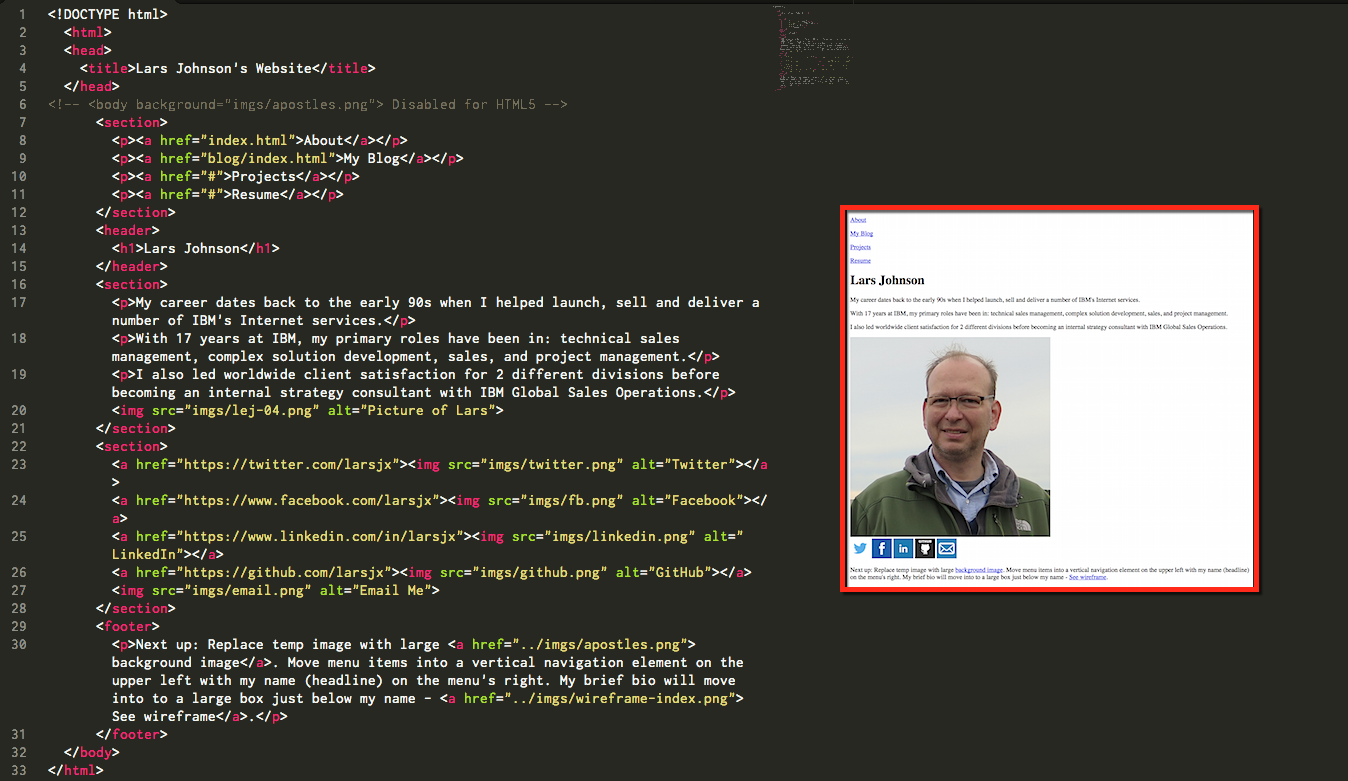 1 <!DOCTYPE html>
2 <html>
3 <head>
4 <title>Lars Johnson's Website</title>
5 </head>
6 <!-- <body background="imgs/apostles.png"> Disabled for HTML5 -->
7 <section>
8 <p><a href="index.html">About</a></p>
9 <p><a href="blog/index.html">My Blog</a></p>
10 <p><a href="#">Projects</a></p>
11 <p><a href="#">Resume</a></p>
12 </section>
13 <header>
14 <h1>Lars Johnson</h1>
15 </header>
16 <section>
17 <p>My career dates back to the early 90s when I helped launch, sell and deliver a
number of IBM's Internet services.</p>
18 <p>With 17 years at IBM, my primary roles have been in: technical sales
management, complex solution development, sales, and project management.</p>
19 <p>I also led worldwide client satisfaction for 2 different divisions before
becoming an internal strategy consultant with IBM Global Sales Operations.</p>
20 <img src="imgs/lej-04.png" alt="Picture of Lars">
21 </section>
22 <section>
23 <a href="https://twitter.com/larsjx"><img src="imgs/twitter.png" alt="Twitter"></a
>
24 <a href="https://www.facebook.com/larsjx"><img src="imgs/fb.png" alt="Facebook"></
a>
25 <a href="https://www.linkedin.com/in/larsjx"><img src="imgs/linkedin.png" alt="
LinkedIn"></a>
26 <a href="https://github.com/larsjx"><img src="imgs/github.png" alt="GitHub"></a>
27 <img src="imgs/email.png" alt="Email Me">
28 </section>
29 <footer>
30 <p>Next up: Replace temp image with large <a href="../imgs/apostles.png">
background image</a>. Move menu items into a vertical navigation element on the
upper left with my name (headline) on the menu's right. My brief bio will move
into to a large box just below my name - <a href="../imgs/wireframe-index.png">
See wireframe</a>.</p>
31 </footer>
32 </body>
33 </html>
About
My Blog
Projects
Resume
Lars Johnson
My career dates back to the early 90s when I helped launch, sell and deliver a number of IBM's Internet services.
With 17 years at IBM, my primary roles have been in: technical sales management, complex solution development, sales, and project management.
I also led worldwide client satisfaction for 2 different divisions before becoming an internal strategy consultant with IBM Global Sales Operations.
f
in
Next up: Replace temp image with large background image. Move menu items into a vertical navigation element on the upper left with my name (headline)
on the menu's right. My brief bio will move into to a large box just below my name - See wireframe.